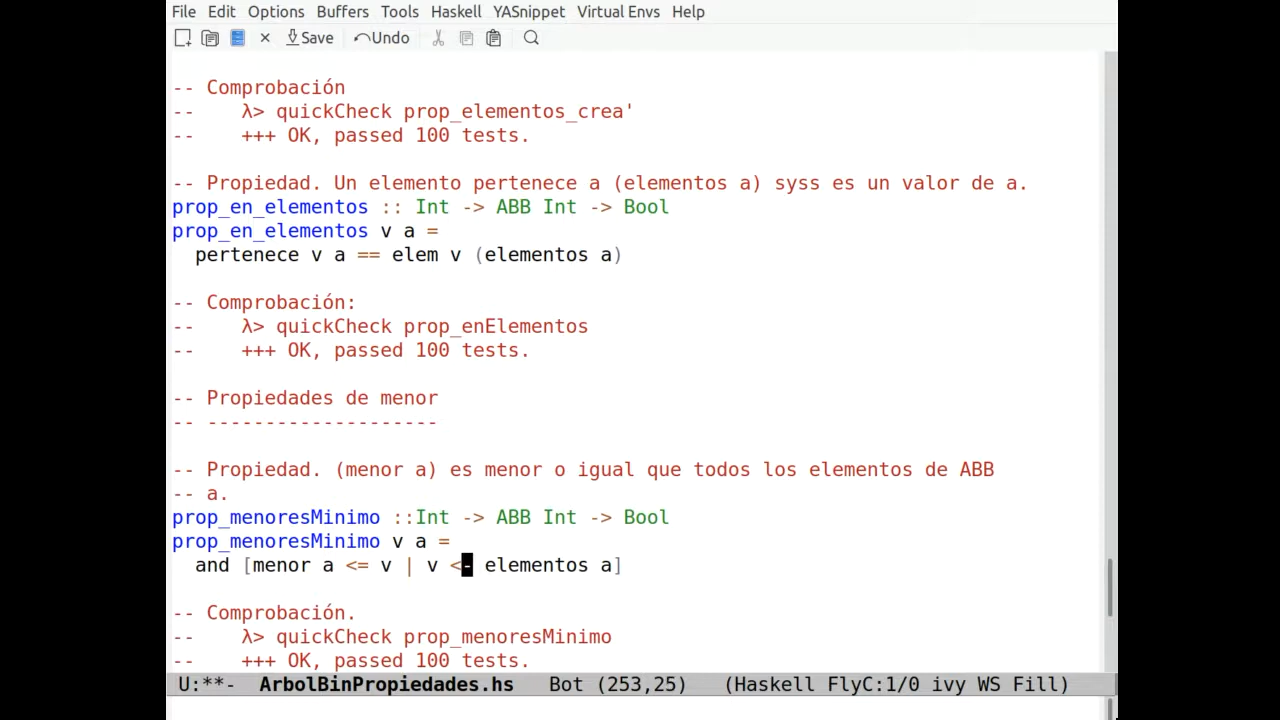 File Edit Options Buffers Tools Haskell YASnippet Virtual Envs Help
Save Undo
-- Comprobación
--    λ> quickCheck prop_elementos_crea'
--    +++ OK, passed 100 tests.
-- Propiedad. Un elemento pertenece a (elementos a) syss es un valor de a.
prop_en_elementos :: Int -> ABB Int -> Bool
prop_en_elementos v a =
  pertenece v a == elem v (elementos a)
-- Comprobación:
--    λ> quickCheck prop_enElementos
--    +++ OK, passed 100 tests.
-- Propiedades de menor
-- --------------------
-- Propiedad. (menor a) es menor o igual que todos los elementos de ABB
-- a.
prop_menoresMinimo ::Int -> ABB Int -> Bool
prop_menoresMinimo v a =
  and [menor a <= v | v <- elementos a]
-- Comprobación.
--    λ> quickCheck prop_menoresMinimo
--    +++ OK, passed 100 tests.
U:**-  ArbolBinPropiedades.hs   Bot (253,25)   (Haskell FlyC:1/0 ivy WS Fill)